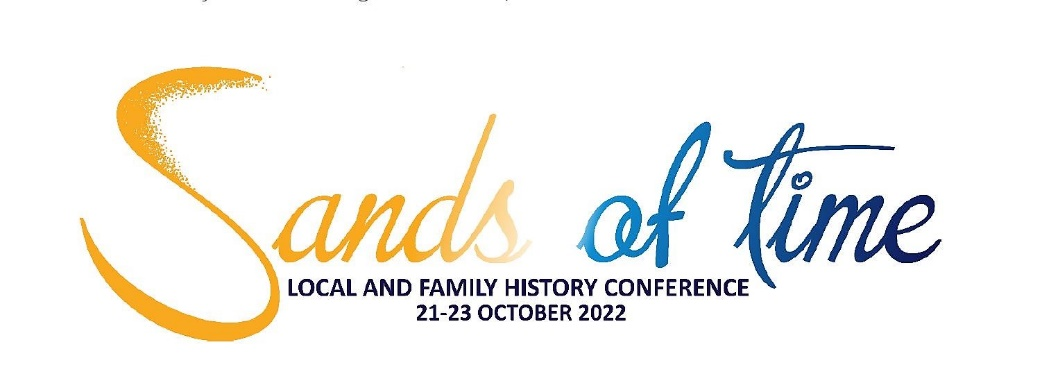 Sands of Time
LOCAL AND FAMILY HISTORY CONFERENCE
21-23 OCTOBER 2022